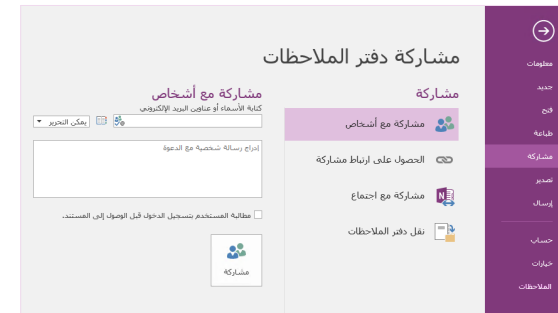 معلومات
جديد
فتح
طباعة
مشاركة
تصدير
إرسال
حساب
خيارات
الملاحظات
مشاركة دفتر الملاحظات
مشاركة
مشاركة مع أشخاص
الحصول على ارتباط مشاركة
مشاركة مع اجتماع
نقل دفتر الملاحظات
مشاركة مع أشخاص
كتابة الأسماء أو عناوين البريد الإلكتروني
يمكن التحرير
إدراج رسالة شخصية مع الدعوة
مطالبة المستخدم بتسجيل الدخول قبل الوصول إلى المستند.
مشاركة